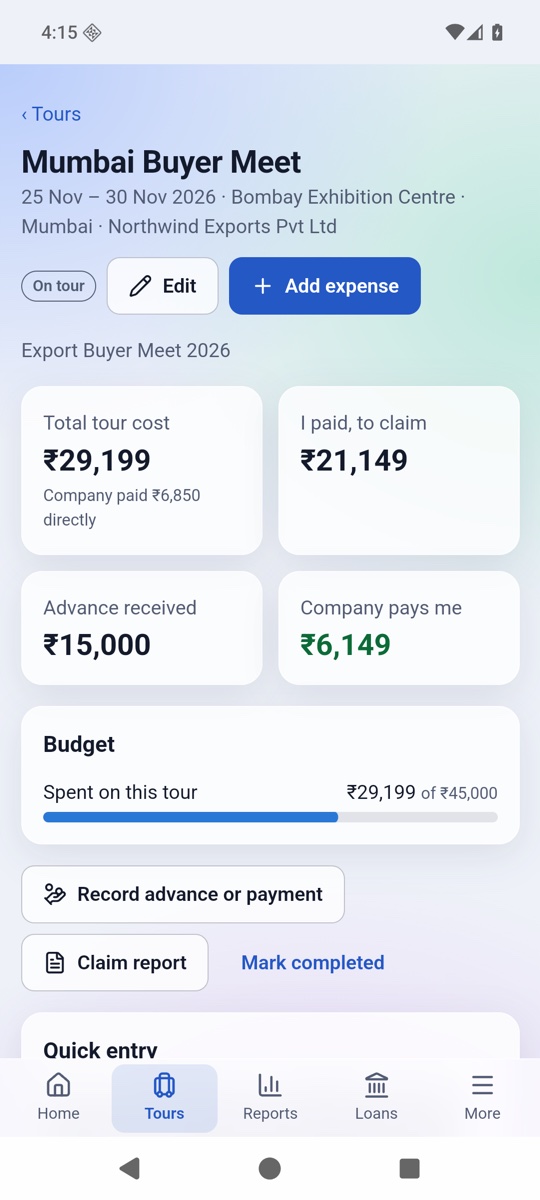 4:15
‹ Tours
Mumbai Buyer Meet
25 Nov – 30 Nov 2026 · Bombay Exhibition Centre ·
Mumbai · Northwind Exports Pvt Ltd
On tour
Edit
+ Add expense
Export Buyer Meet 2026
Total tour cost
₹29,199
Company paid ₹6,850
directly
I paid, to claim
₹21,149
Advance received
₹15,000
Company pays me
₹6,149
Budget
Spent on this tour
₹29,199 of ₹45,000
Record advance or payment
Claim report
Mark completed
Quick entry
Home
Tours
Reports
Loans
More